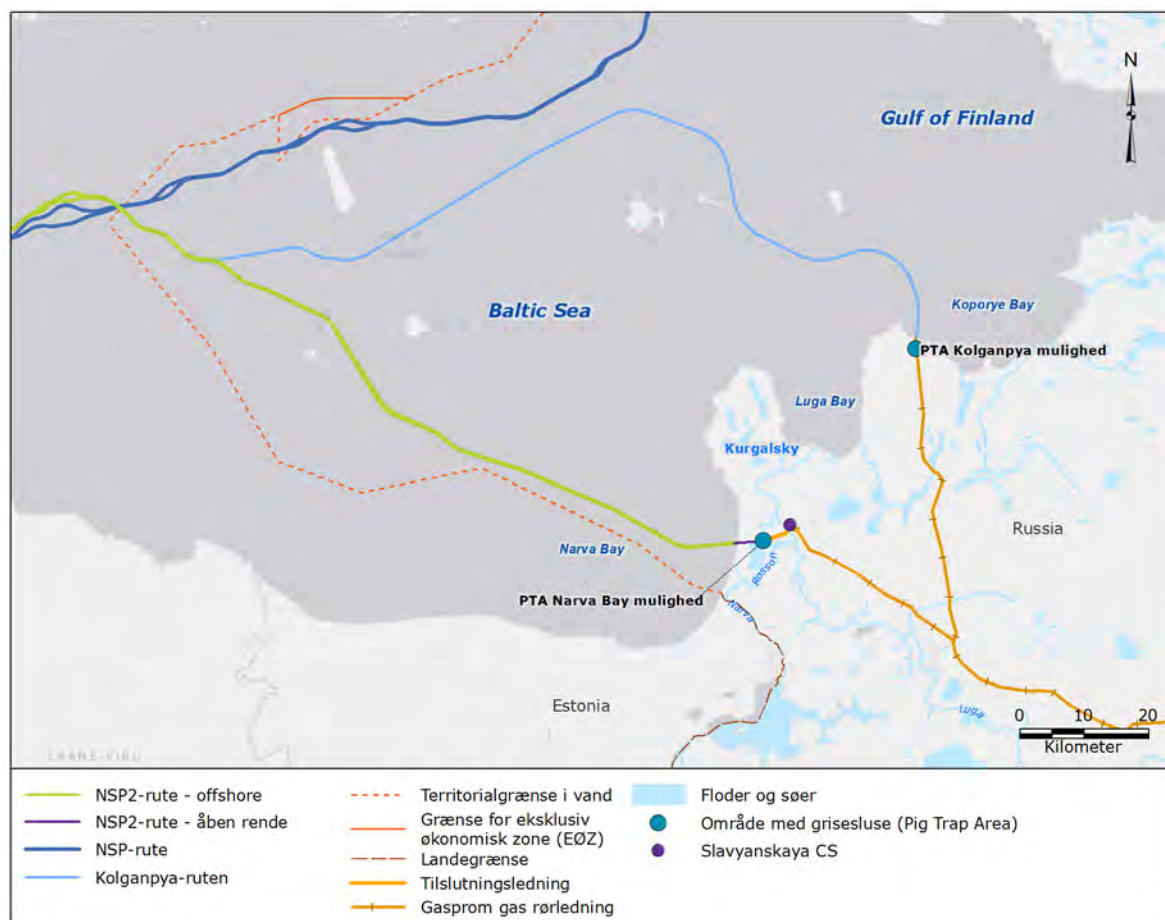 N
Gulf of Finland
Baltic Sea
Koporye Bay
PTA Kolganpya mulighed
Luga Bay
Kurgalsky
Russia
Narva Bay
Rosson
PTA Narva Bay mulighed
Narva
Estonia
Luga
0 10 20
Kilometer
LÄÄNE-VIRU
NSP2-rute - offshore
NSP2-rute - åben rende
NSP-rute
Kolganpya-ruten
Territorialgrænse i vand
Grænse for eksklusiv
økonomisk zone (EØZ)
Landegrænse
Tilslutningsledning
Gasprom gas rørledning
Floder og søer
Område med grisesluse (Pig Trap Area)
Slavyanskaya CS